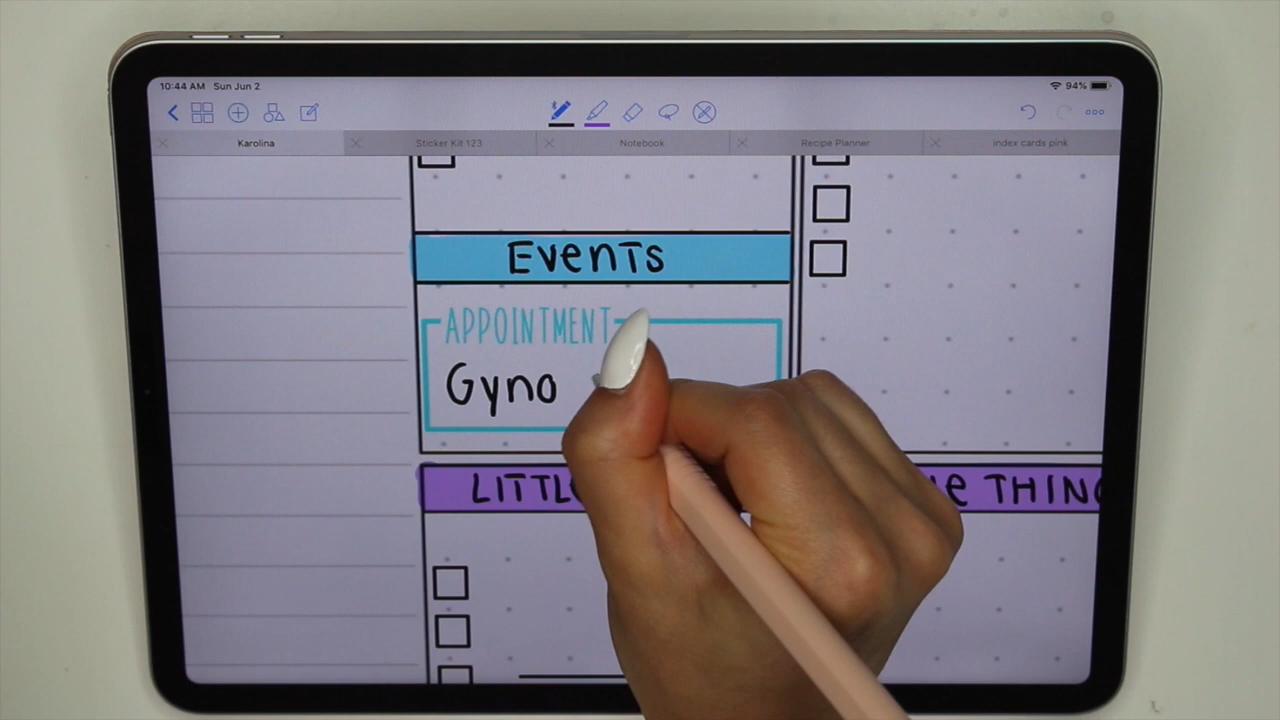 10:44 AM Sun Jun 2
94%
Karolina
Sticker Kit 123
Notebook
Recipe Planner
index cards pink
Events
APPOINTMENT
Gyno
LITTL THING